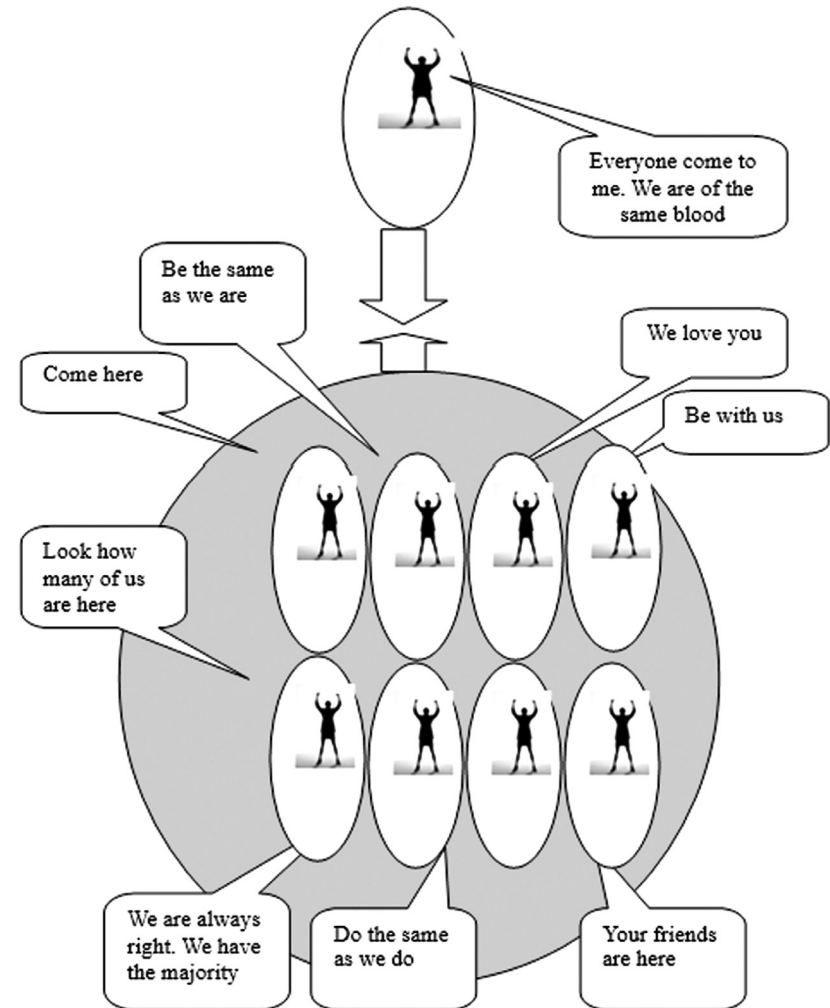 Everyone come to
me. We are of the
same blood
Be the same
as we are
We love you
Come here
Be with us
Look how
many of us
are here
We are always
right. We have
the majority
Do the same
as we do
Your friends
are here